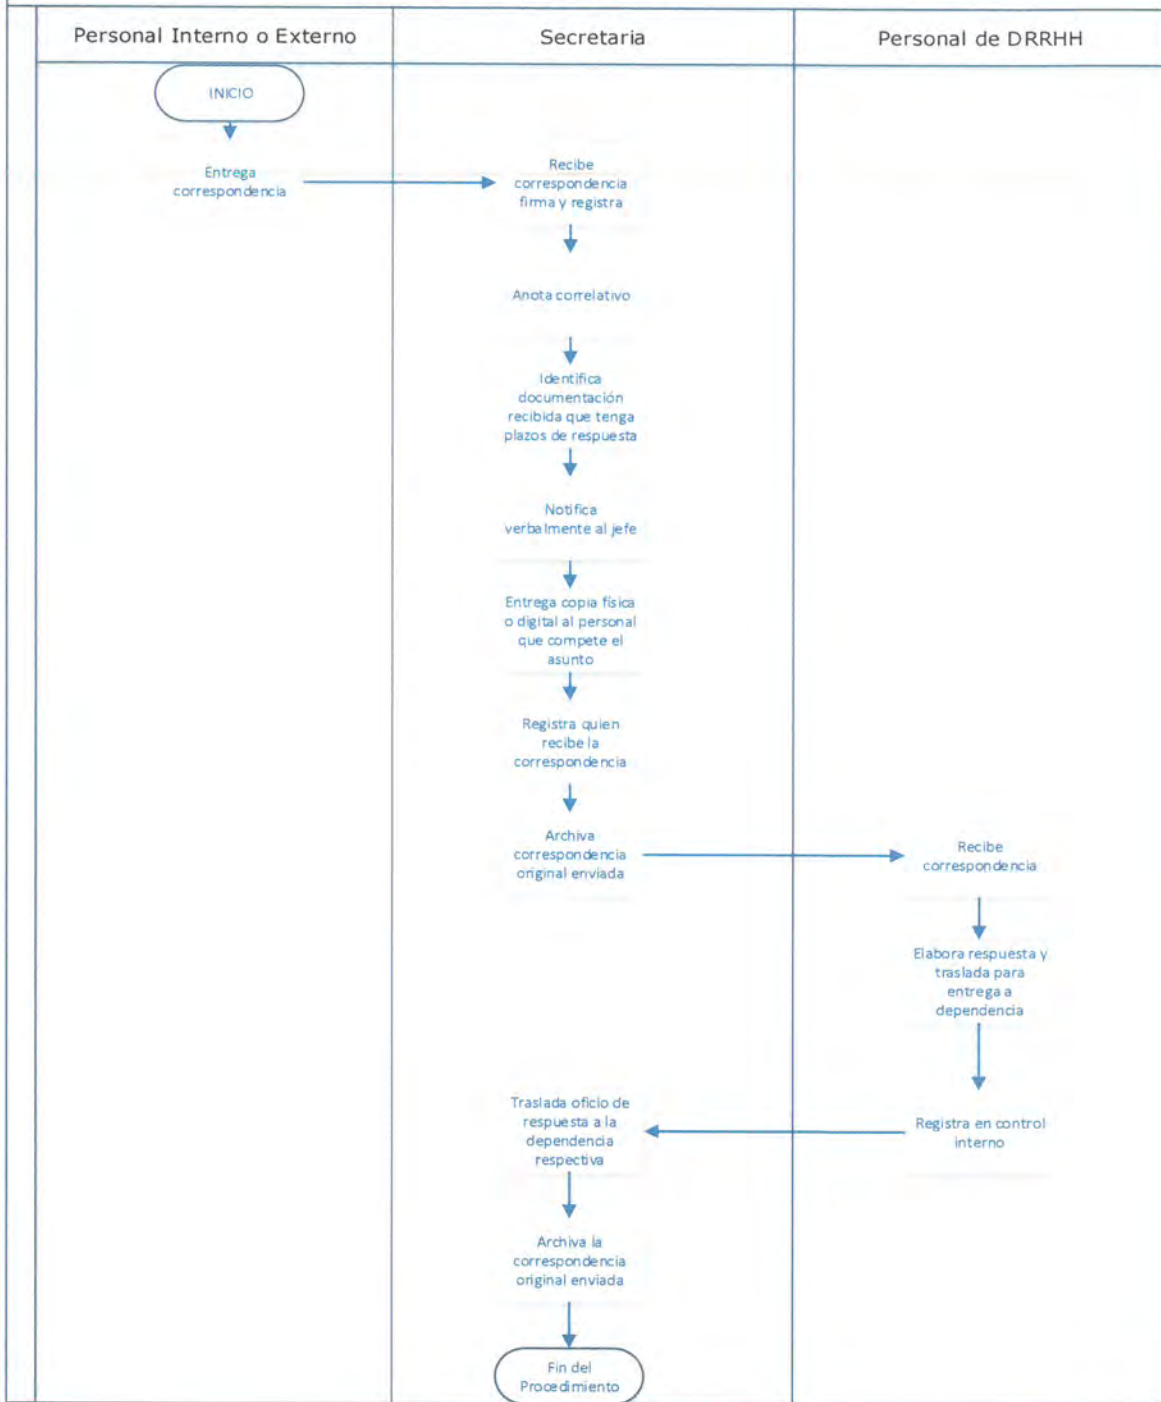 Personal Interno o Externo
Secretaria
Personal de DRRHH
INICIO
Entrega
correspondencia
Recibe
correspondencia
firma y registra
Anota correlativo
Identifica
documentación
recibida que tenga
plazos de respuesta
Notifica
verbalmente al jefe
Entrega copia física
o digital al personal
que compete el
asunto
Registra quien
recibe la
correspondencia
Archiva
correspondencia
original enviada
Recibe
correspondencia
Elabora respuesta y
traslada para
entrega a
dependencia
Registra en control
interno
Traslada oficio de
respuesta a la
dependencia
respectiva
Archiva la
correspondencia
original enviada
Fin del
Procedimiento